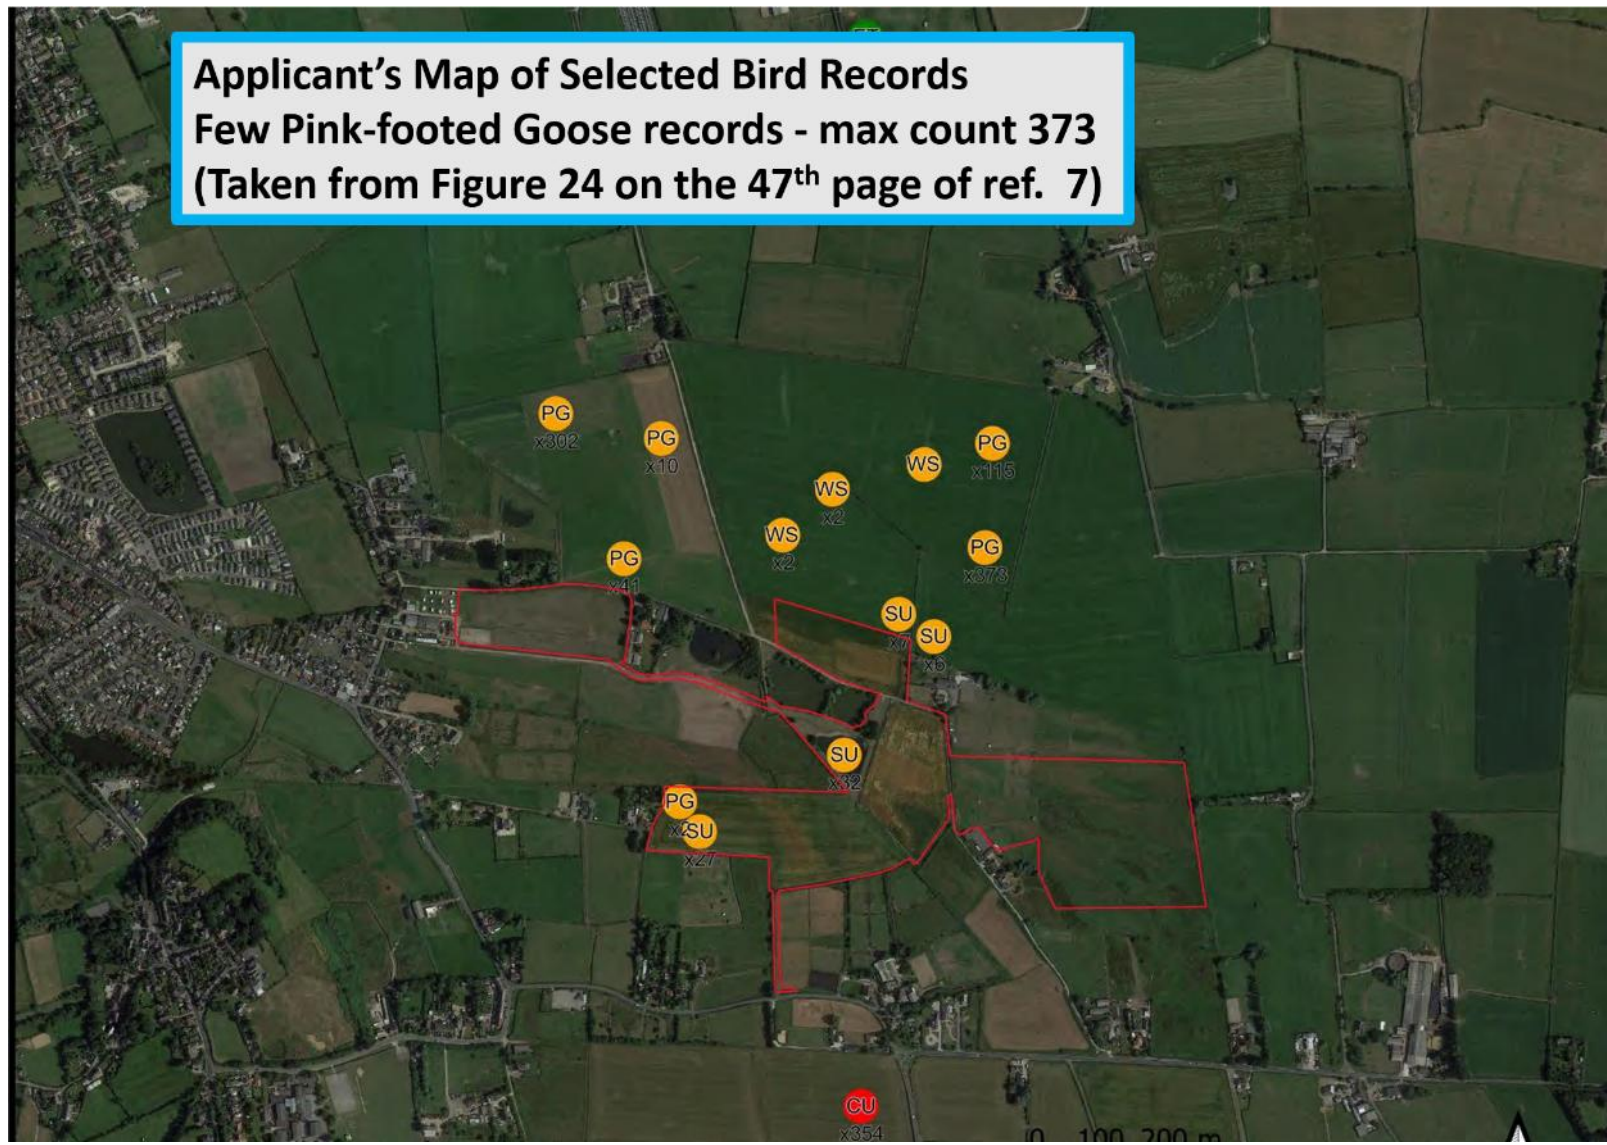 Applicant's Map of Selected Bird Records
Few Pink-footed Goose records - max count 373
(Taken from Figure 24 on the 47th page of ref. 7)
PG
x302
PG
x10
PG
x115
WS
WS
x2
WS
x2
PG
x373
PG
x41
SU
x7
SU
x6
SU
x32
PG
SU
x27
CU
x354
0 100 200 m